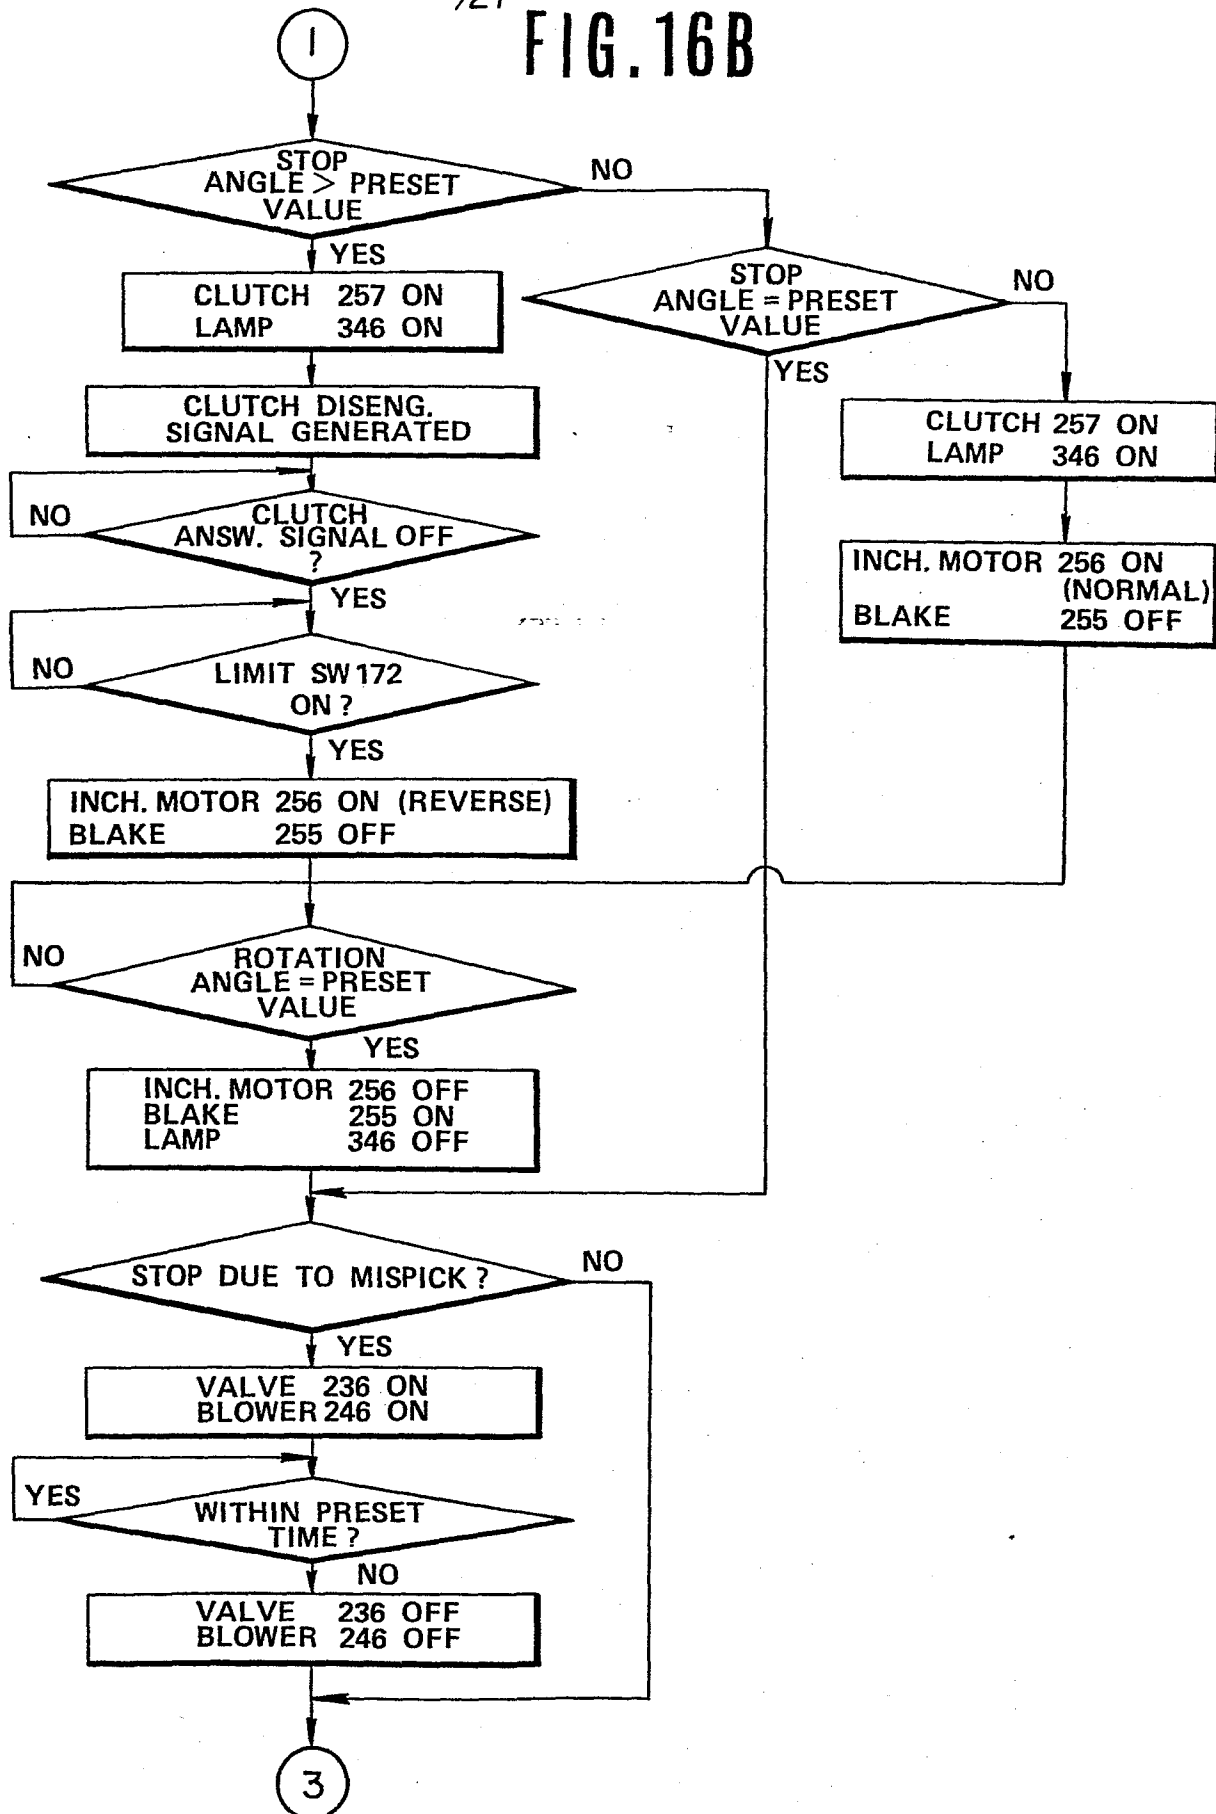 FIG.16B
1
STOP
ANGLE > PRESET
VALUE
NO
YES
CLUTCH 257 ON
LAMP 346 ON
STOP
ANGLE = PRESET
VALUE
NO
YES
CLUTCH DISENG.
SIGNAL GENERATED
CLUTCH 257 ON
LAMP 346 ON
NO
CLUTCH
ANSW. SIGNAL OFF
?
YES
INCH. MOTOR 256 ON
(NORMAL)
BLAKE 255 OFF
NO
LIMIT SW 172
ON ?
YES
INCH. MOTOR 256 ON (REVERSE)
BLAKE 255 OFF
NO
ROTATION
ANGLE = PRESET
VALUE
YES
INCH. MOTOR 256 OFF
BLAKE 255 ON
LAMP 346 OFF
STOP DUE TO MISPICK ?
NO
YES
VALVE 236 ON
BLOWER 246 ON
YES
WITHIN PRESET
TIME ?
NO
VALVE 236 OFF
BLOWER 246 OFF
3